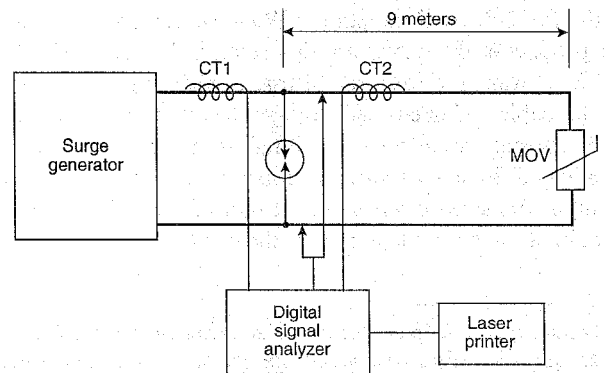 9 meters
CT1
CT2
Surge
generator
MOV
Digital
signal
analyzer
Laser
printer